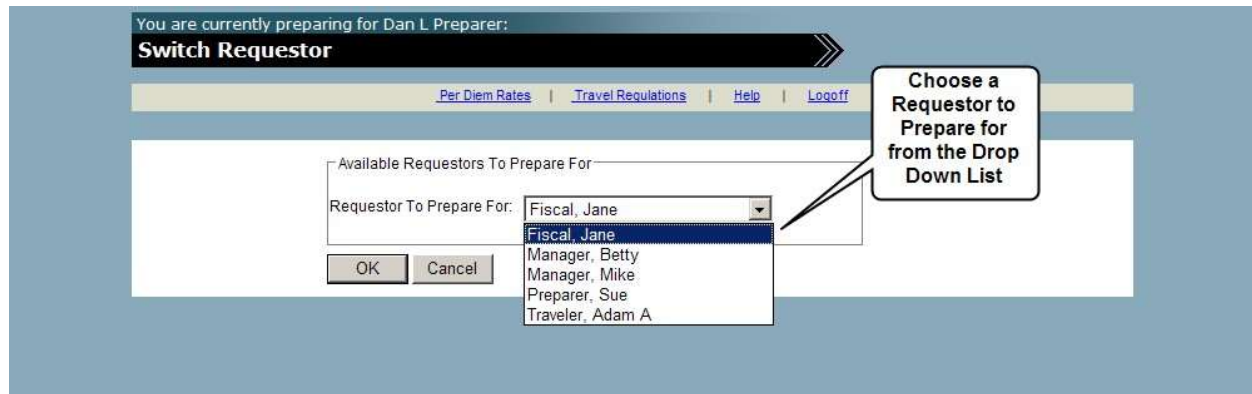 You are currently preparing for Dan L Preparer:
Switch Requestor
Per Diem Rates | Travel Regulations | Help | Logoff
Choose a
Requestor to
Prepare for
from the Drop
Down List
Available Requestors To Prepare For
Requestor To Prepare For: Fiscal, Jane
Fiscal, Jane
Manager, Betty
Manager, Mike
Preparer, Sue
Traveler, Adam A
OK Cancel